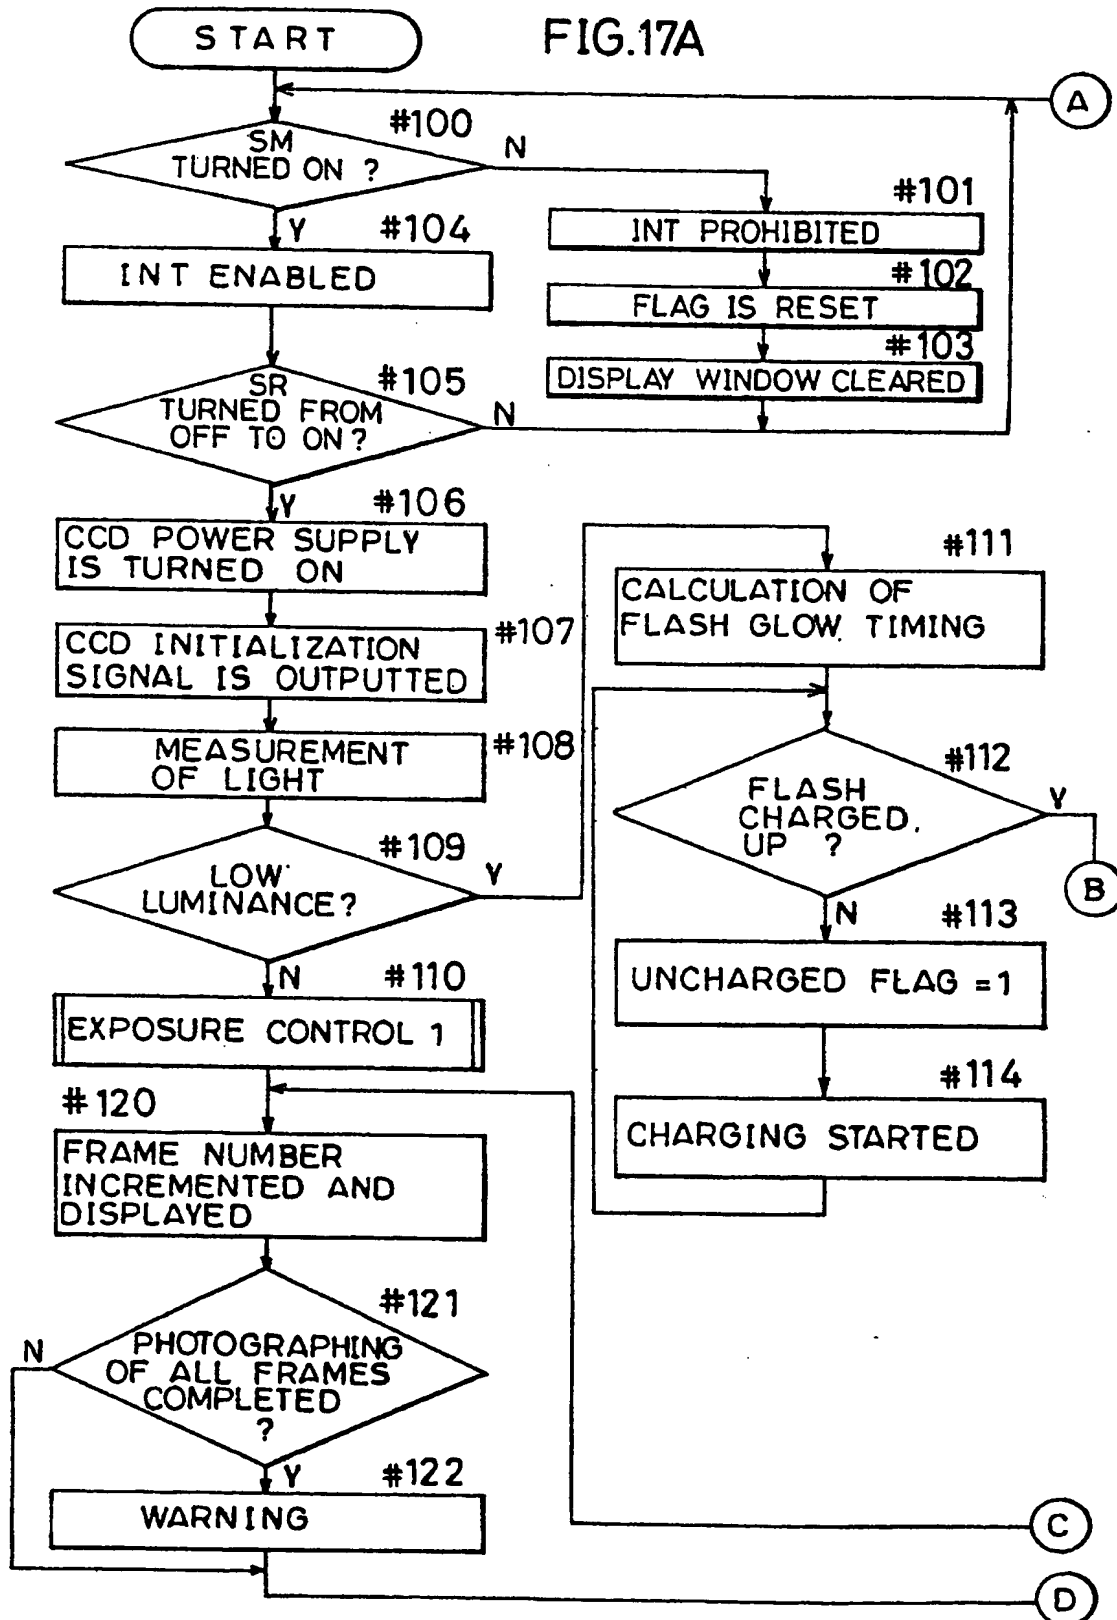 START
FIG.17A
A
#100
SM
TURNED ON ?
N
Y
#101
INT PROHIBITED
#102
FLAG IS RESET
#103
DISPLAY WINDOW CLEARED
#104
INT ENABLED
#105
SR
TURNED FROM
OFF TO ON?
N
Y
#106
CCD POWER SUPPLY
IS TURNED ON
#107
CCD INITIALIZATION
SIGNAL IS OUTPUTTED
#108
MEASUREMENT
OF LIGHT
#109
LOW
LUMINANCE?
Y
N
#110
EXPOSURE CONTROL 1
#111
CALCULATION OF
FLASH GLOW TIMING
#112
FLASH
CHARGED
UP ?
Y
B
N
#113
UNCHARGED FLAG = 1
#114
CHARGING STARTED
#120
FRAME NUMBER
INCREMENTED AND
DISPLAYED
#121
PHOTOGRAPHING
OF ALL FRAMES
COMPLETED
?
N
Y
#122
WARNING
C
D